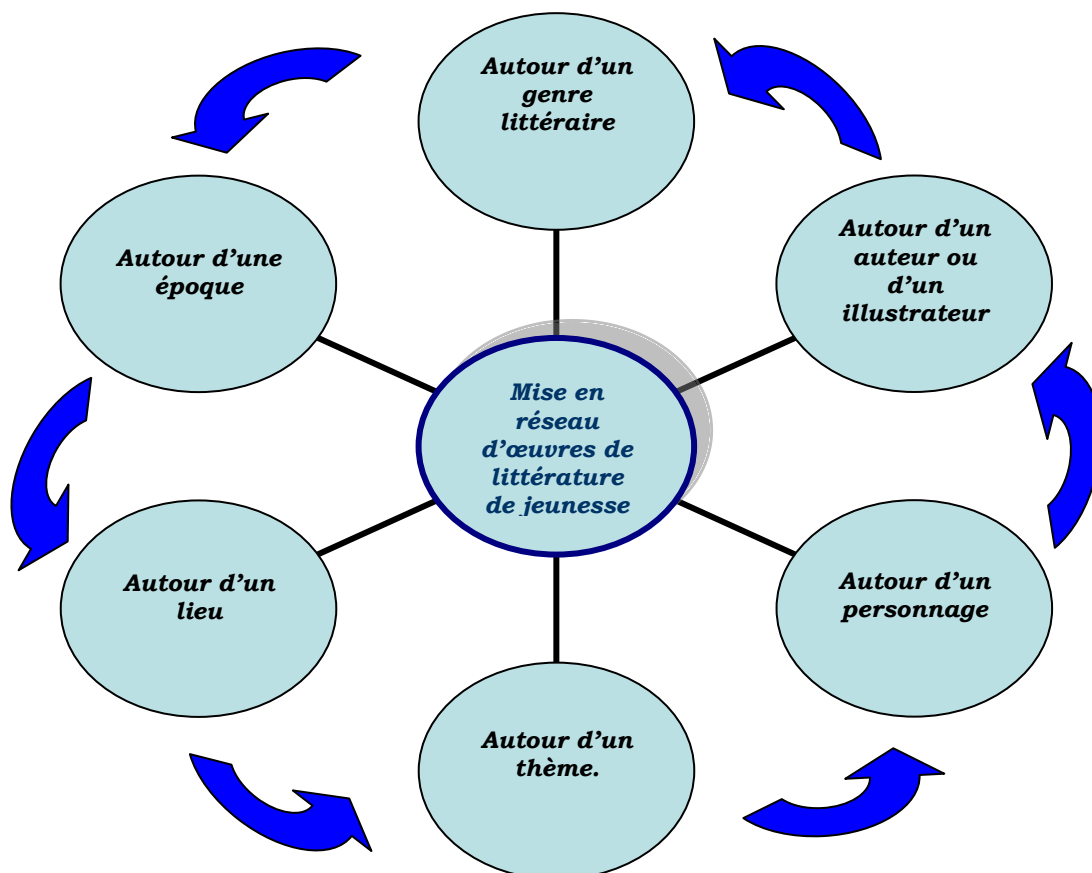 Autour d’un
genre
littéraire
Autour d’un
auteur ou
d’un
illustrateur
Autour d’une
époque
Mise en
réseau
d’œuvres de
littérature
de jeunesse
Autour d’un
lieu
Autour d’un
personnage
Autour d’un
thème.